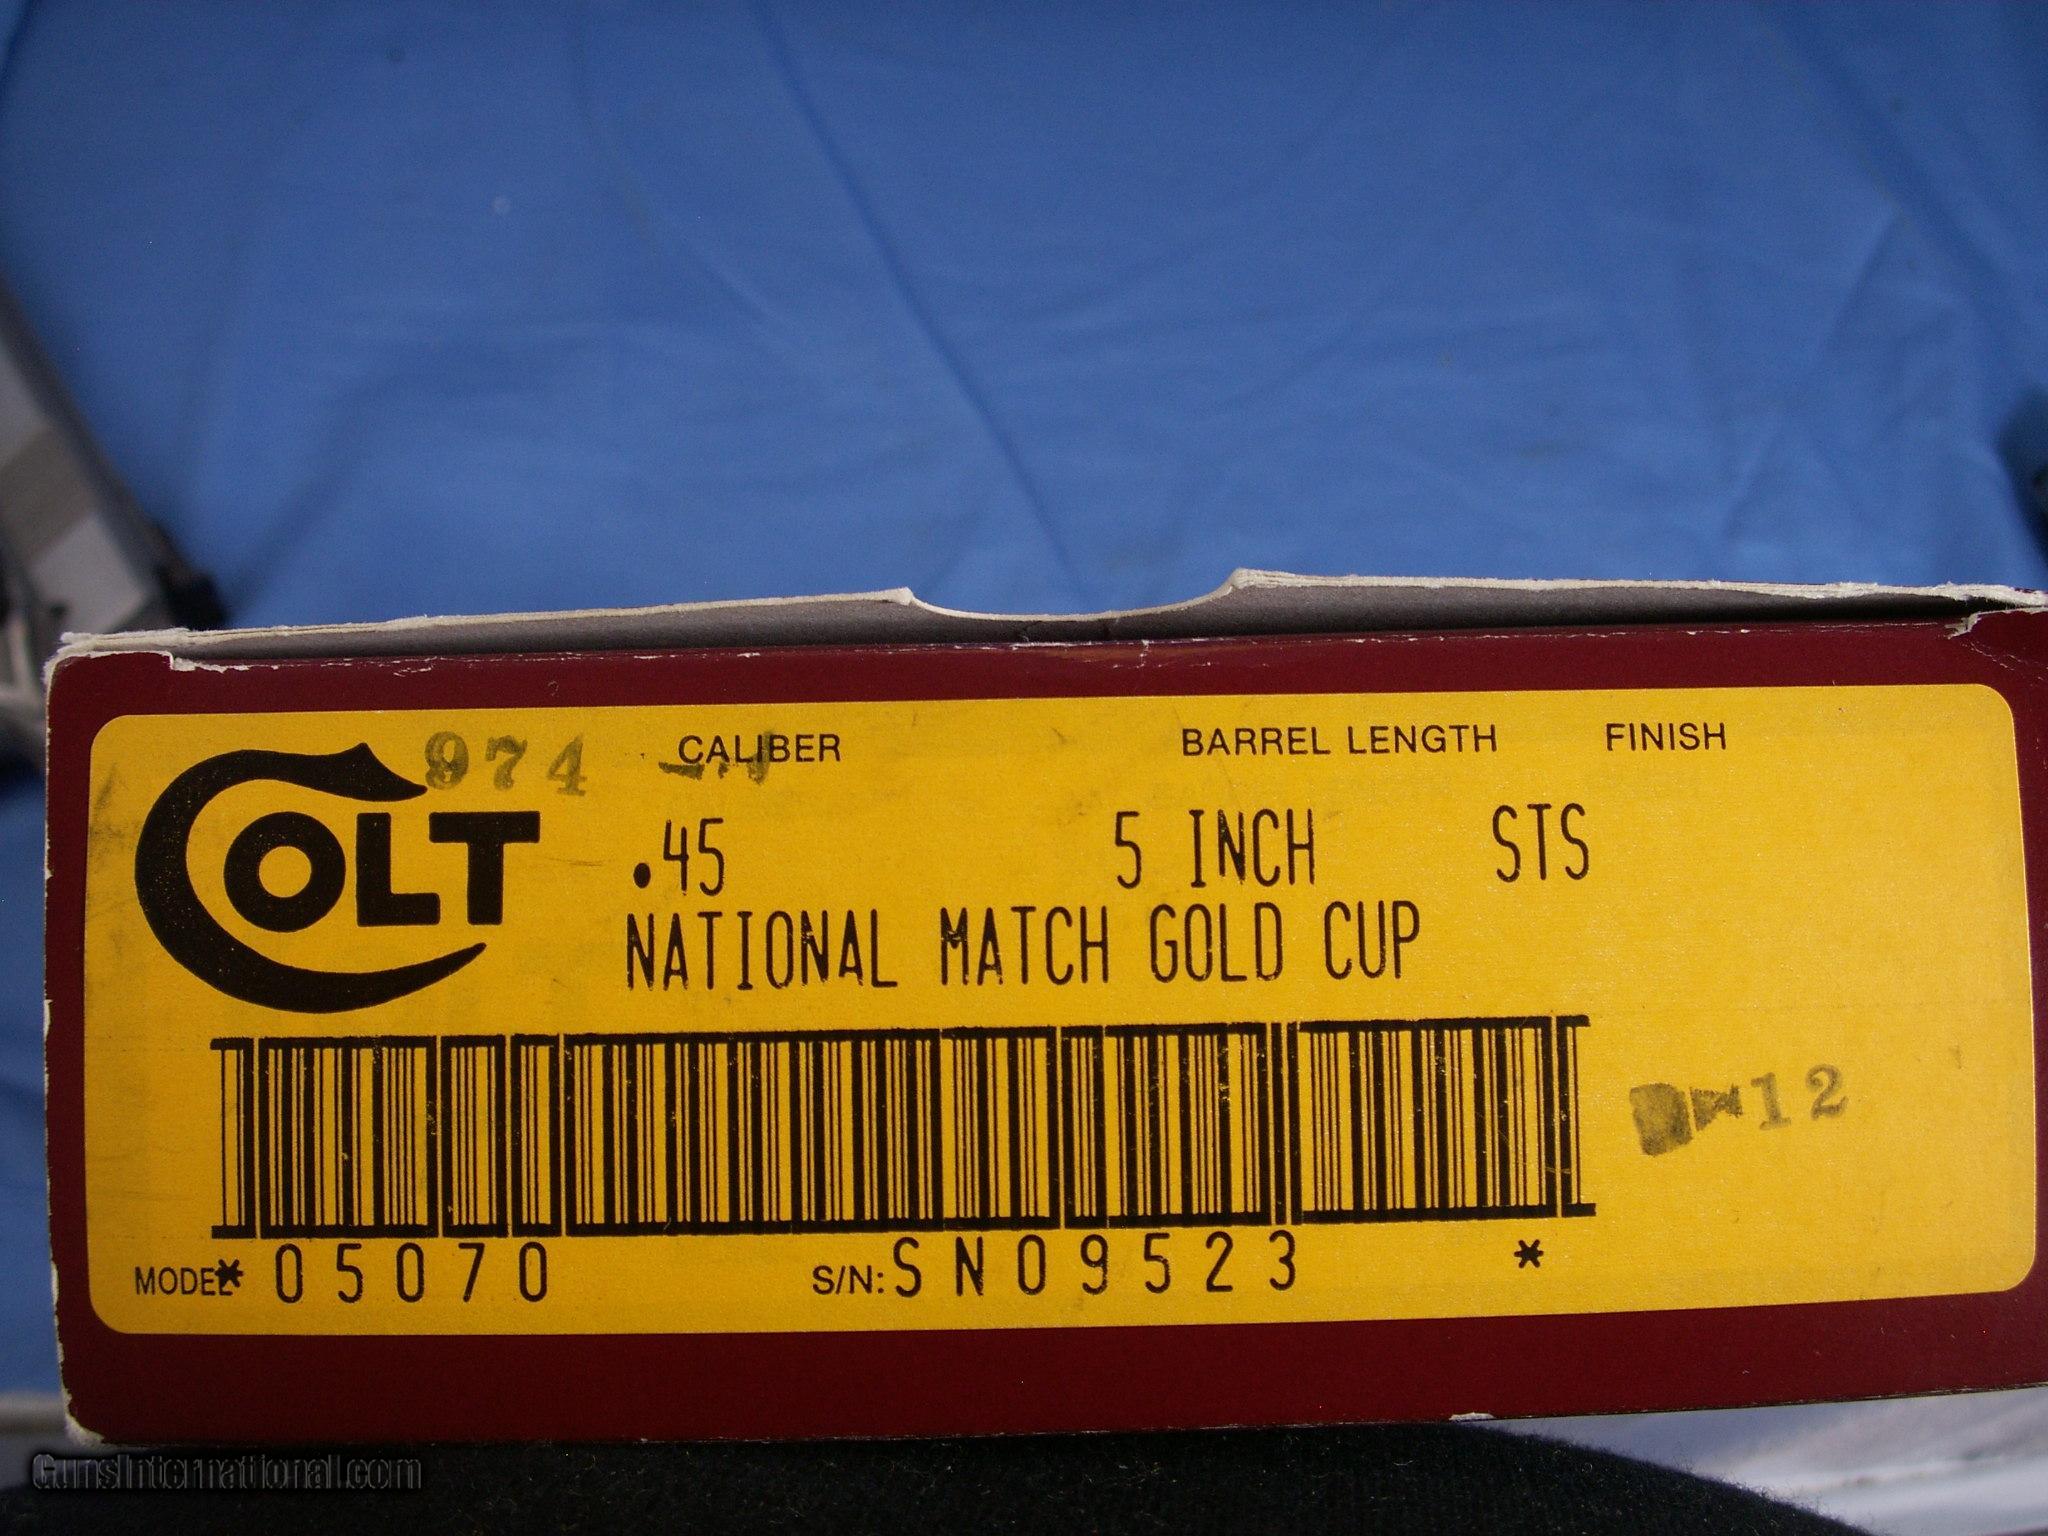 974
CALIBER BARREL LENGTH FINISH
COLT
.45 5 INCH STS
NATIONAL MATCH GOLD CUP
12
MODEL* 05070 S/N: SN09523 *
GunsInternational.com